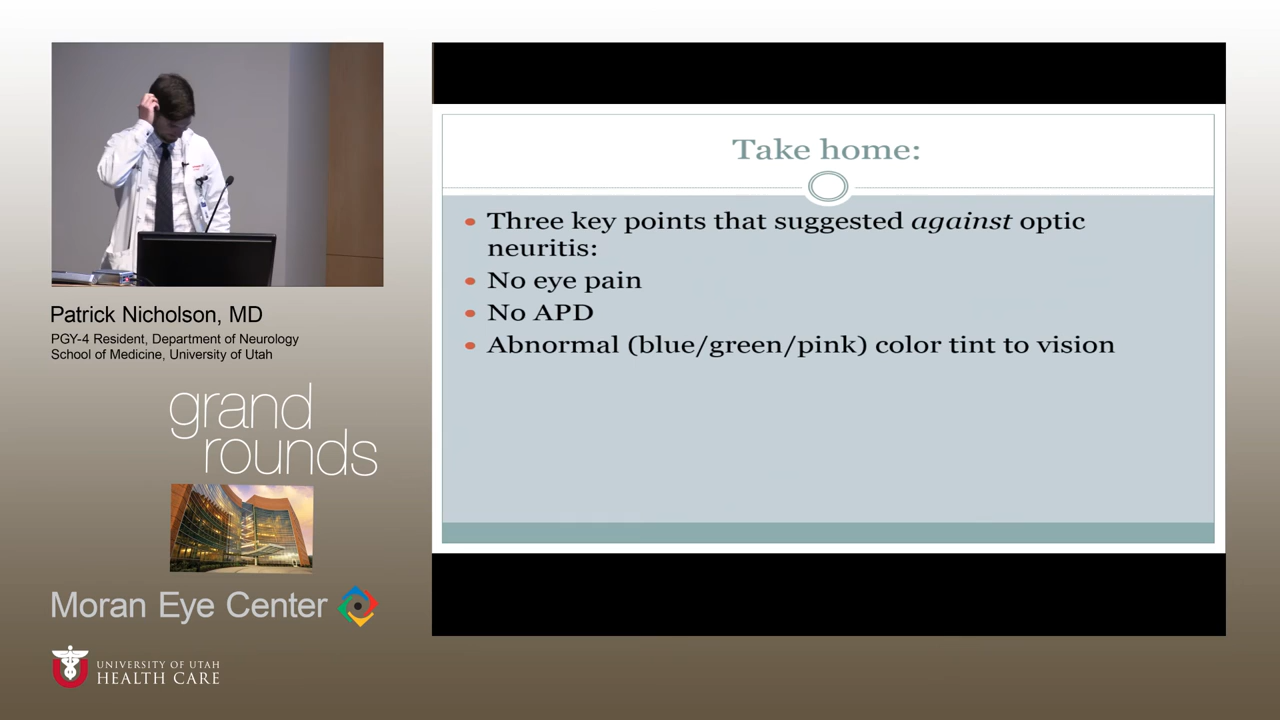 Take home:
Three key points that suggested against optic
neuritis:
No eye pain
No APD
Abnormal (blue/green/pink) color tint to vision
Patrick Nicholson, MD
PGY-4 Resident, Department of Neurology
School of Medicine, University of Utah
grand
rounds
Moran Eye Center
UNIVERSITY OF UTAH
HEALTH CARE